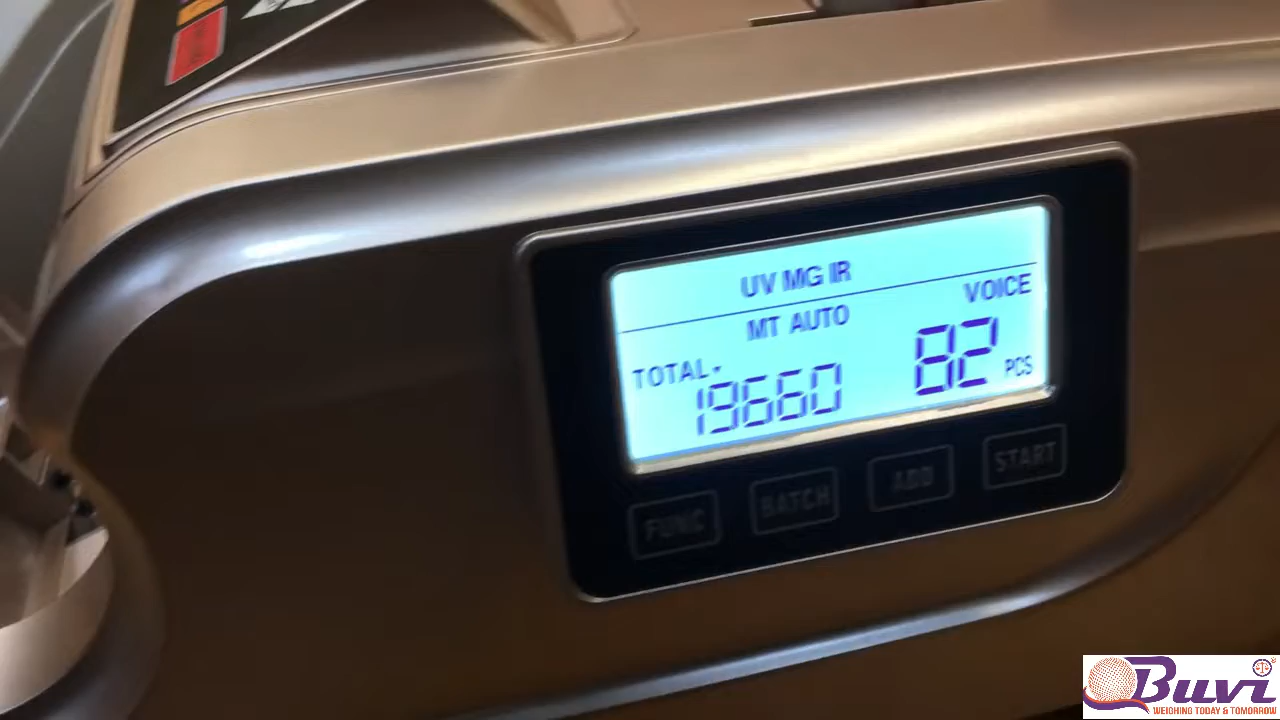 UV MG IR
MT AUTO
VOICE
TOTAL.
19660
82
PCS
FUNC
BATCH
ADD
START
Buvi
WEIGHING TODAY & TOMORROW